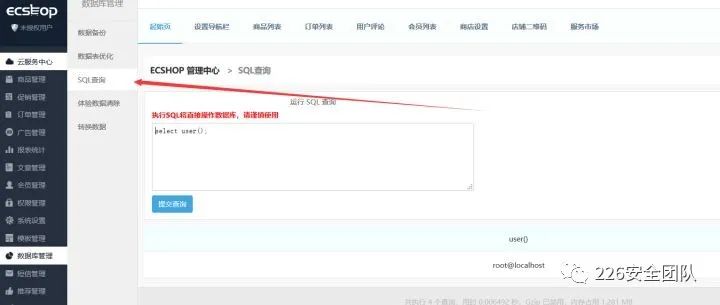 ECSHOP
未授权用户
云服务中心
商品管理
促销管理
订单管理
广告管理
报表统计
文章管理
会员管理
权限管理
系统设置
模板管理
数据库管理
短信管理
推荐管理
数据库管理
数据备份
数据表优化
SQL查询
体验数据清除
转换数据
起始页 设置导航栏 商品列表 订单列表 用户评论 会员列表 商店设置 店铺二维码 服务市场
ECSHOP 管理中心 > SQL查询
运行 SQL 查询
执行SQL将直接操作数据库，请谨慎使用
select user();
提交查询
user()
root@localhost
226安全团队
共执行 4 个查询，用时 0.006492 秒，Gzip 已禁用，内存占用 1.281 MB